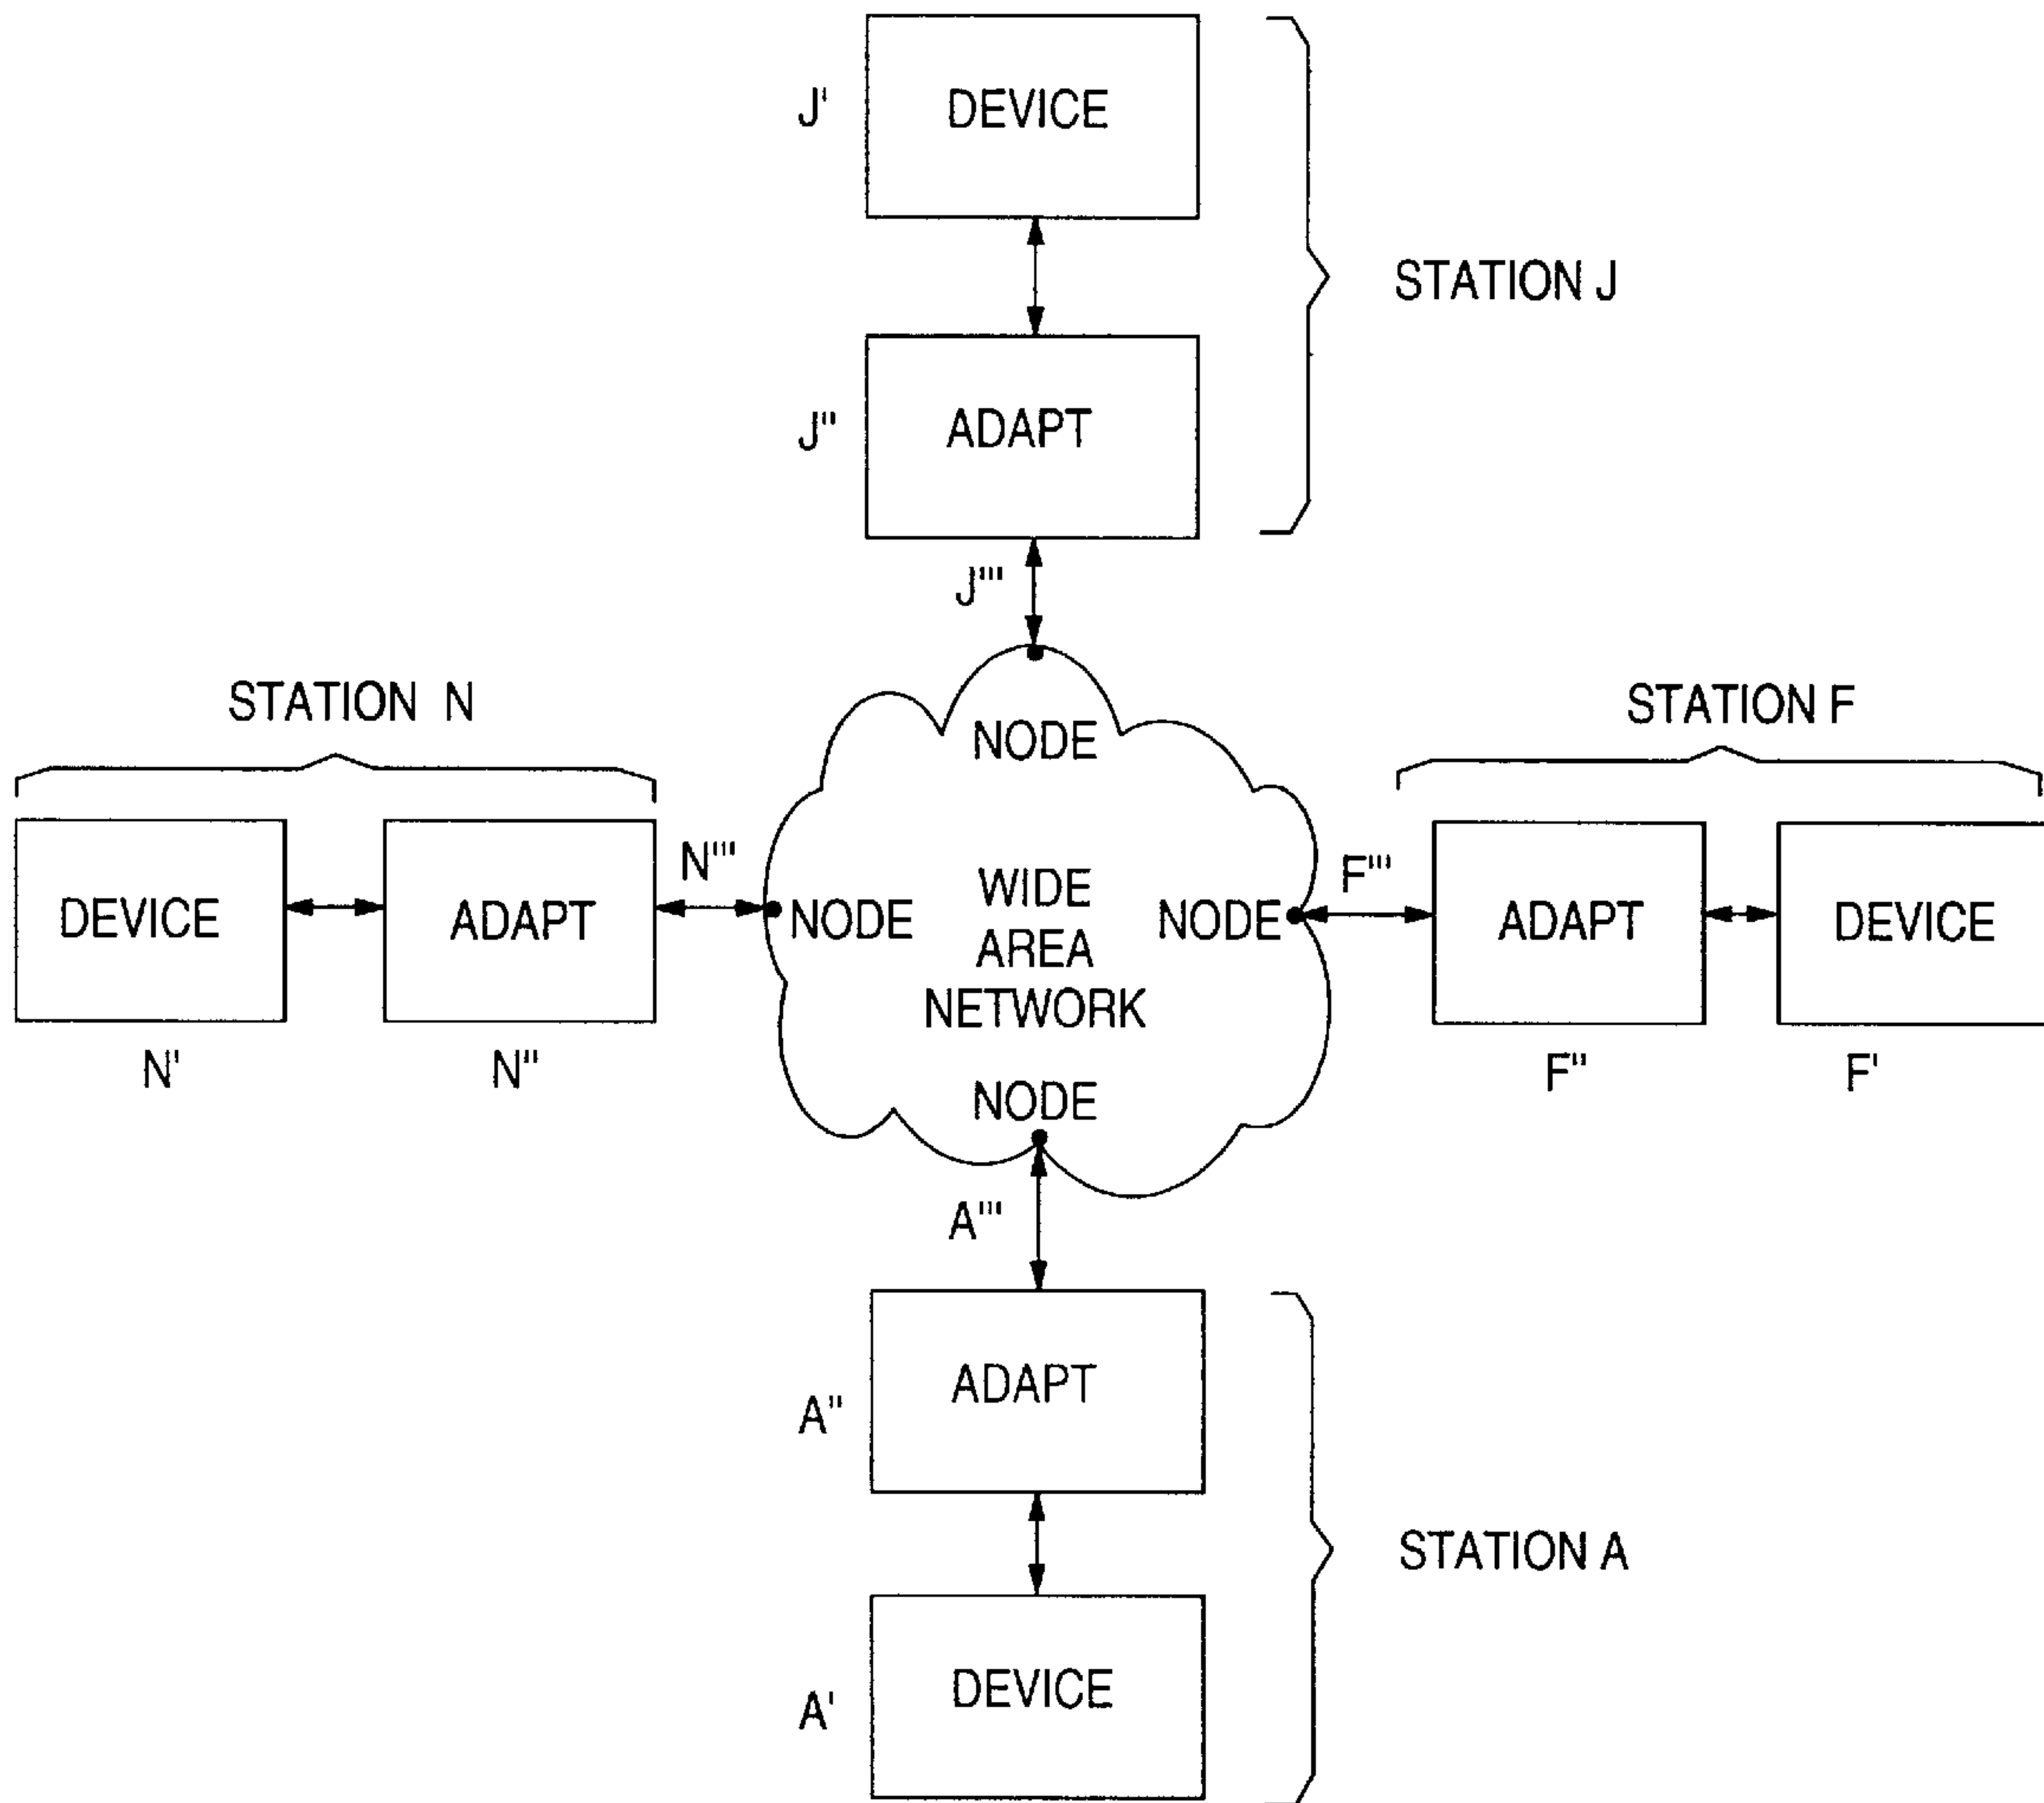 J'
DEVICE
STATION J
J"
ADAPT
J'"
STATION N
STATION F
NODE
N'"
F'"
DEVICE
ADAPT
NODE
WIDE
AREA
NETWORK
NODE
ADAPT
DEVICE
N'
N"
F"
F'
NODE
A'"
ADAPT
A"
STATION A
DEVICE
A'